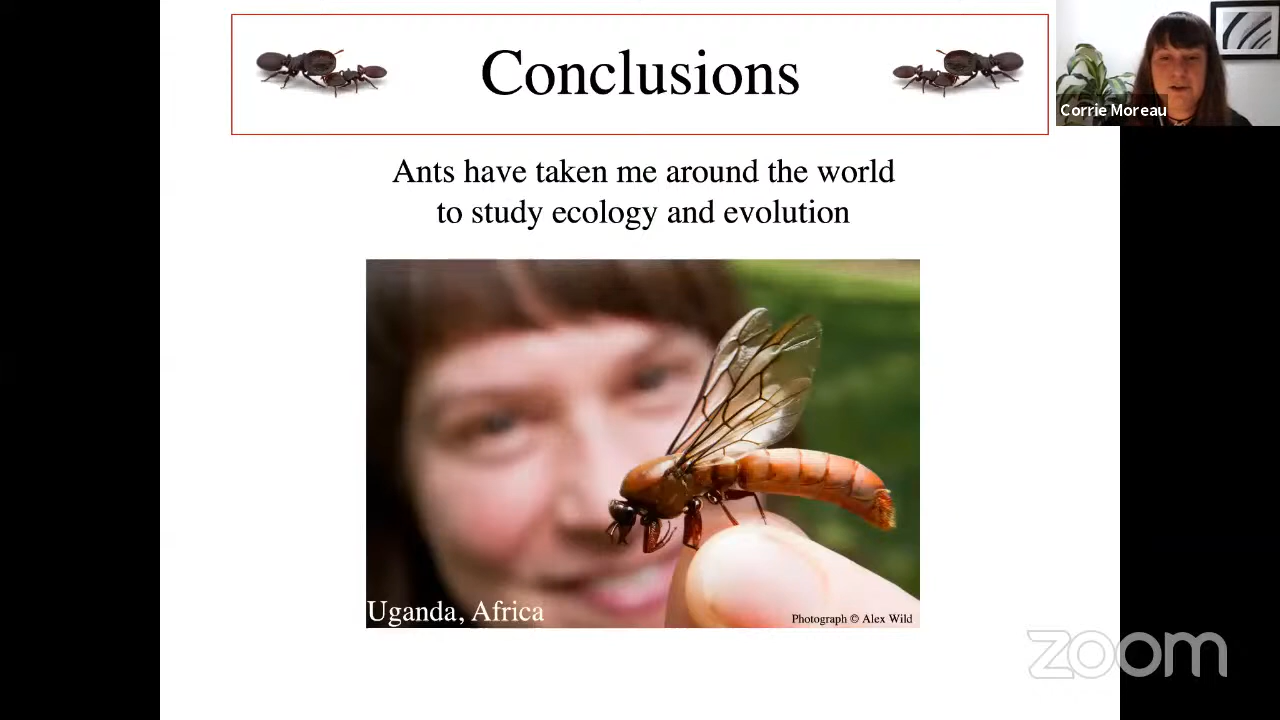 Conclusions
Corrie Moreau
Ants have taken me around the world
to study ecology and evolution
Uganda, Africa
Photograph © Alex Wild
zoom